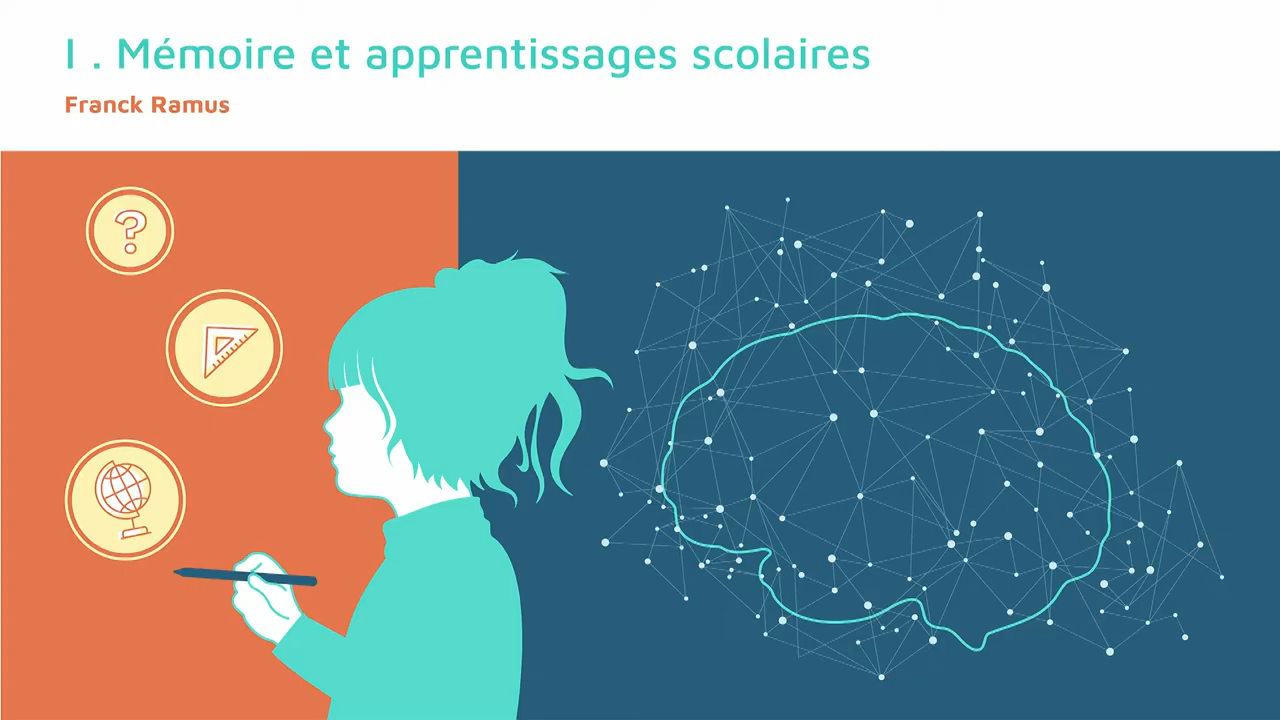 I . Mémoire et apprentissages scolaires
Franck Ramus
?